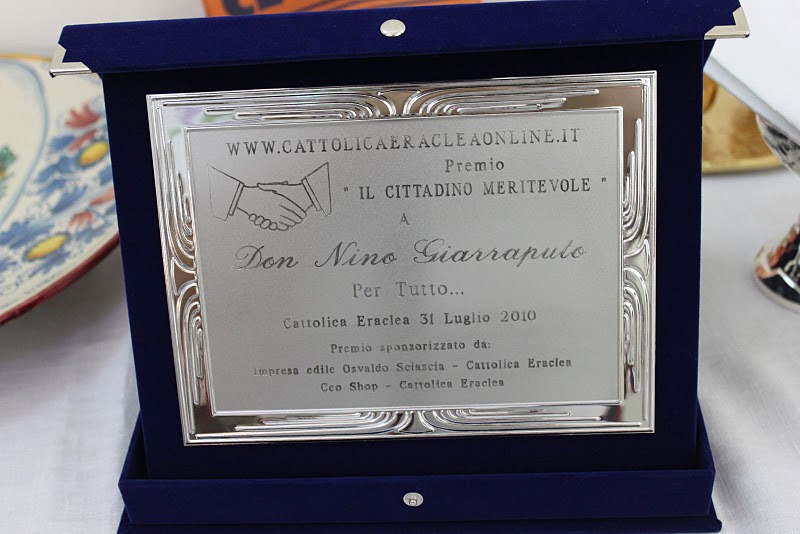 WWW.CATTOLICAERACLEAONLINE.IT
Premio
" IL CITTADINO MERITEVOLE "
A
Don Nino Giarraputo
Per Tutto...
Cattolica Eraclea 31 Luglio 2010
Premio sponsorizzato da:
Impresa edile Osvaldo Sciascia - Cattolica Eraclea
Ceo Shop - Cattolica Eraclea